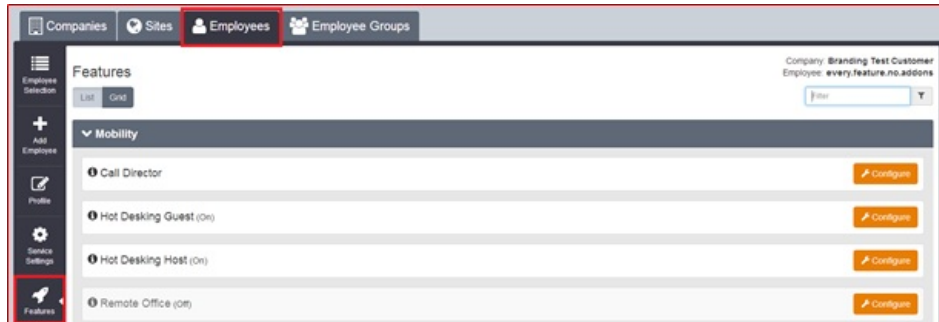 Companies Sites Employees Employee Groups
Employee
Selection
Add
Employee
Profile
Service
Settings
Features
Features
Company: Branding Test Customer
Employee: every.feature.no.addons
List Grid
Filter
Mobility
Call Director
Configure
Hot Desking Guest (On)
Configure
Hot Desking Host (On)
Configure
Remote Office (Off)
Configure